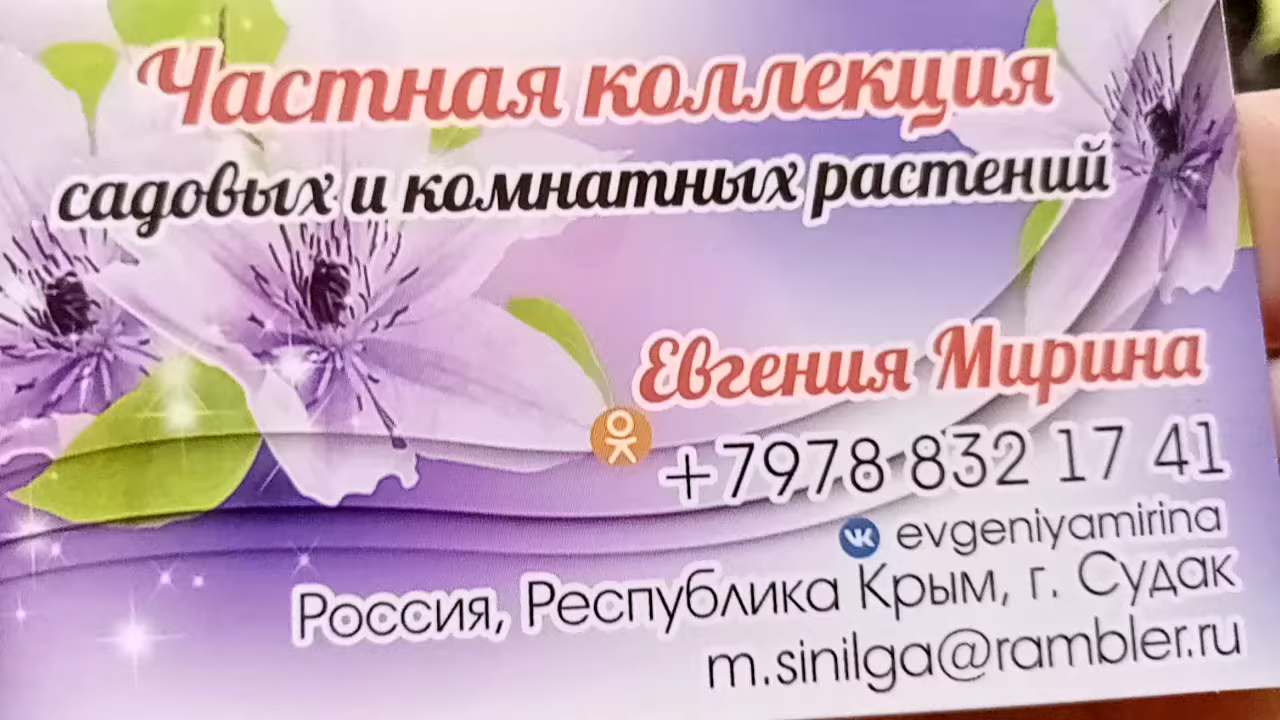 Частная коллекция
садовых и комнатных растений
Евгения Мирина
+7978 832 17 41
evgeniyamirina
Россия, Республика Крым, г. Судак
m.sinilga@rambler.ru